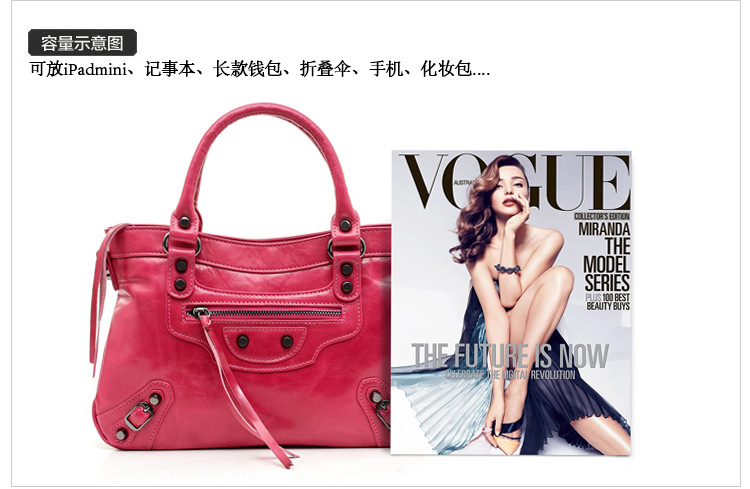 容量示意图
可放iPadmini、记事本、长款钱包、折叠伞、手机、化妆包....
VOGUE
AUSTRALIA
COLLECTOR'S EDITION
MIRANDA
THE
MODEL
SERIES
PLUS 100 BEST
BEAUTY BUYS
THE FUTURE IS NOW
CELEBRATE THE DIGITAL REVOLUTION